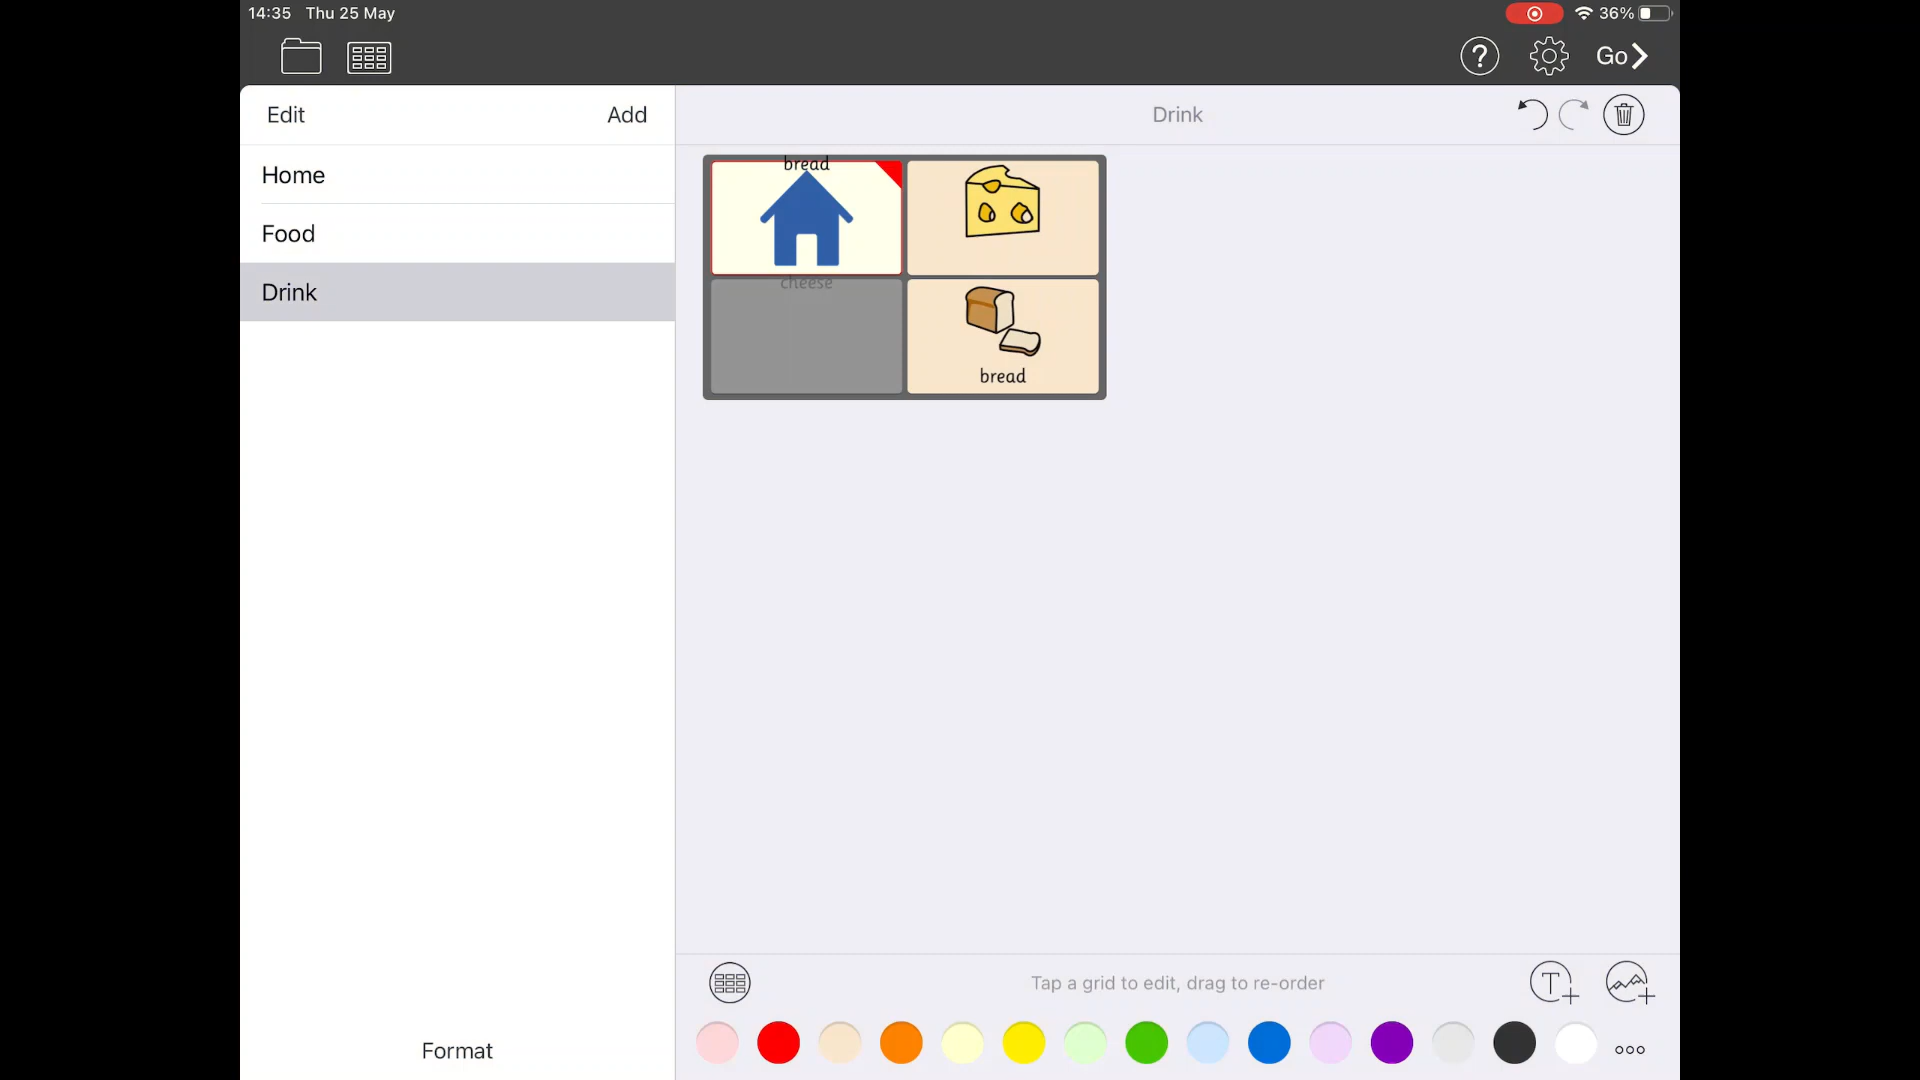 14:35 Thu 25 May
36%
? Go
Edit Add
Drink
Home
Food
Drink
bread
cheese
bread
Tap a grid to edit, drag to re-order
T
Format